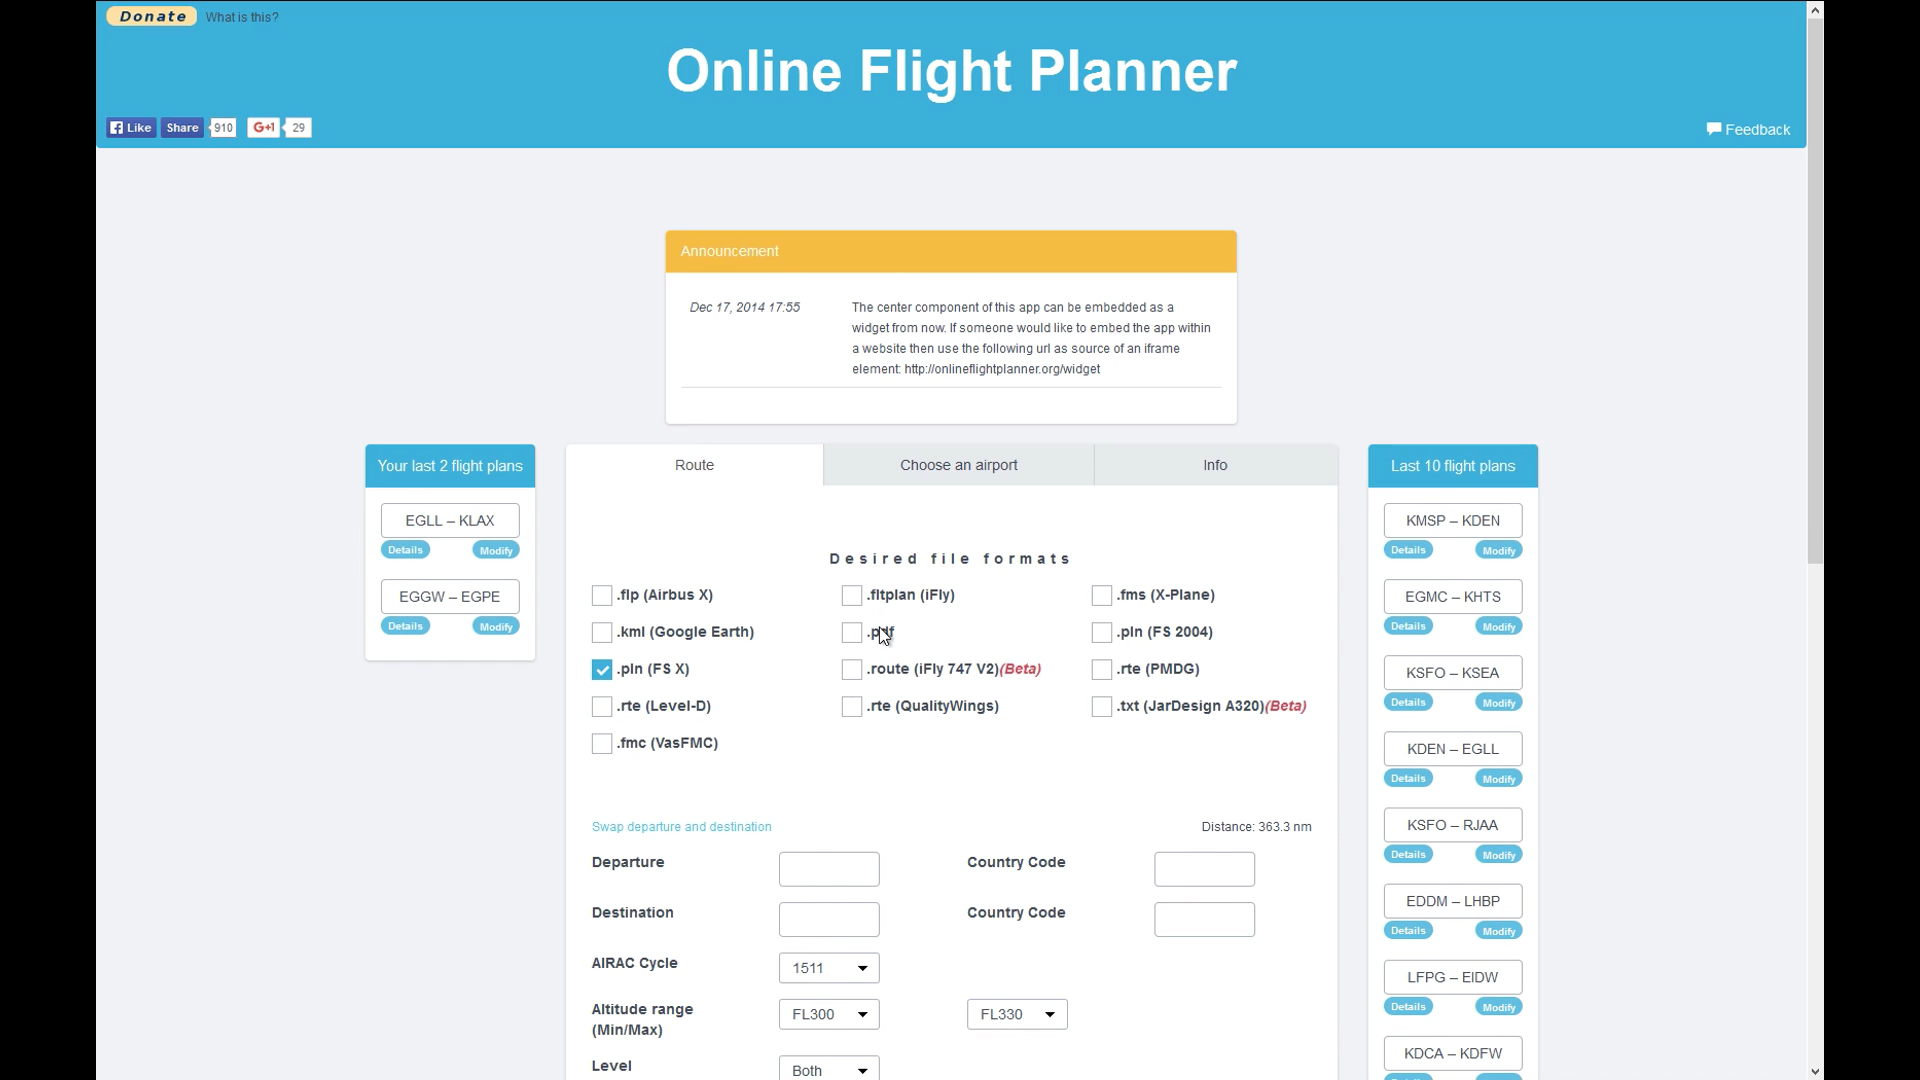 Donate What is this?
Online Flight Planner
Like Share 910 G+1 29
Feedback
Announcement
Dec 17, 2014 17:55
The center component of this app can be embedded as a
widget from now. If someone would like to embed the app within
a website then use the following url as source of an iframe
element: http://onlineflightplanner.org/widget
Your last 2 flight plans
EGLL – KLAX
Details Modify
EGGW – EGPE
Details Modify
Route Choose an airport Info
Desired file formats
.flp (Airbus X) .fltplan (iFly) .fms (X-Plane)
.kml (Google Earth) .pdf .pln (FS 2004)
.pln (FS X) .route (iFly 747 V2)(Beta) .rte (PMDG)
.rte (Level-D) .rte (QualityWings) .txt (JarDesign A320)(Beta)
.fmc (VasFMC)
Swap departure and destination Distance: 363.3 nm
Departure Country Code
Destination Country Code
AIRAC Cycle 1511
Altitude range
(Min/Max) FL300 FL330
Level Both
Last 10 flight plans
KMSP – KDEN
Details Modify
EGMC – KHTS
Details Modify
KSFO – KSEA
Details Modify
KDEN – EGLL
Details Modify
KSFO – RJAA
Details Modify
EDDM – LHBP
Details Modify
LFPG – EIDW
Details Modify
KDCA – KDFW